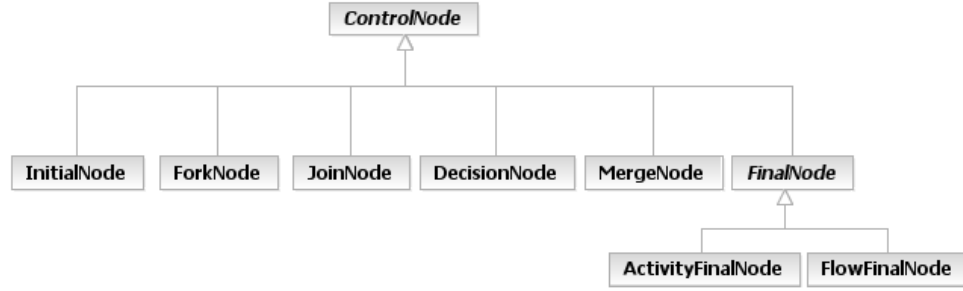 ControlNode
InitialNode ForkNode JoinNode DecisionNode MergeNode FinalNode
ActivityFinalNode FlowFinalNode